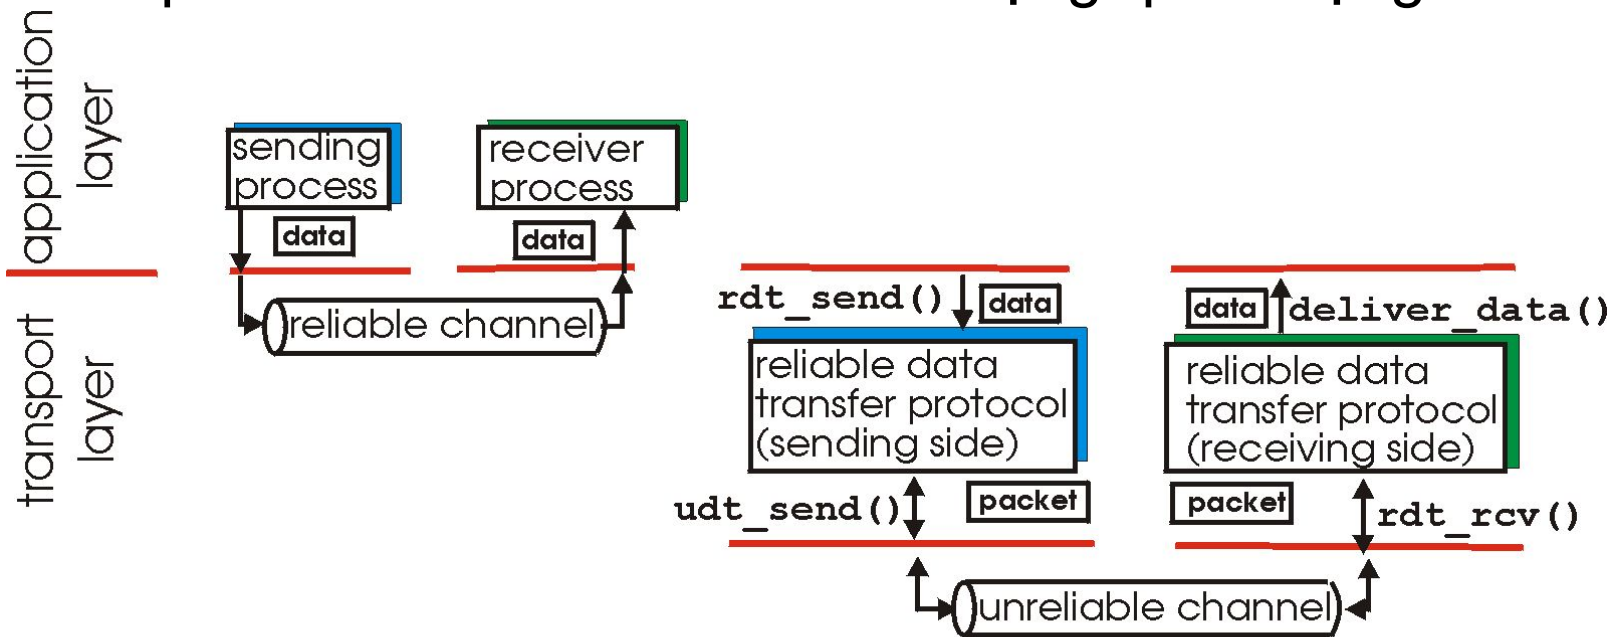 application
layer
transport
layer
sending
process
data
receiver
process
data
reliable channel
rdt_send()
data
reliable data
transfer protocol
(sending side)
udt_send()
packet
data
deliver_data()
reliable data
transfer protocol
(receiving side)
packet
rdt_rcv()
unreliable channel